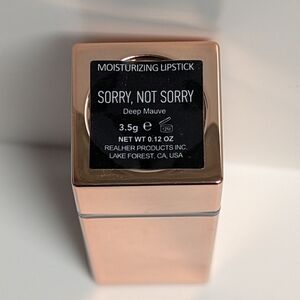 MOISTURIZING LIPSTICK
SORRY, NOT SORRY
Deep Mauve
3.5g ℮
NET WT 0.12 OZ
REALHER PRODUCTS INC.
LAKE FOREST, CA, USA